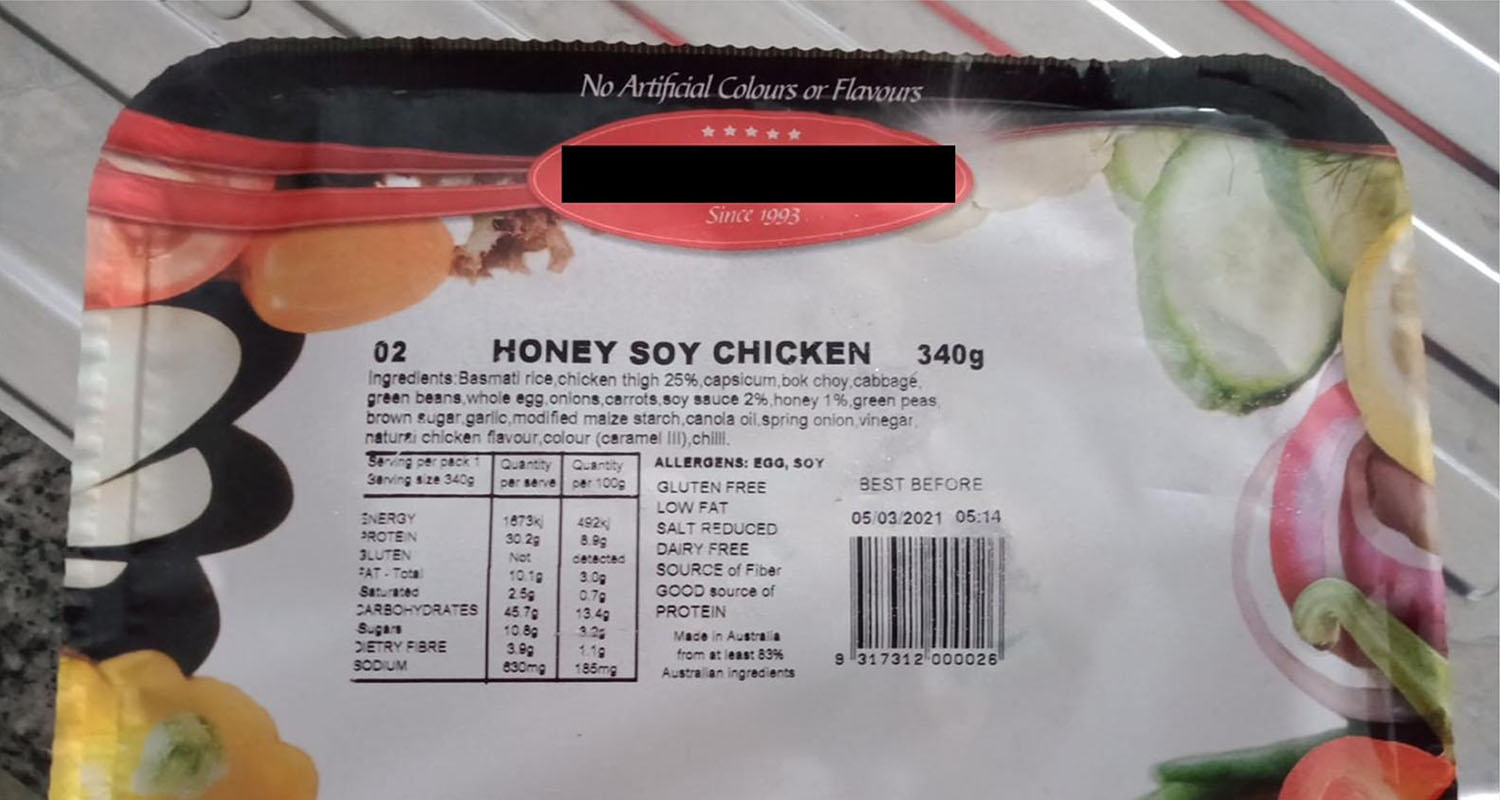 No Artificial Colours or Flavours
Since 1993
02 HONEY SOY CHICKEN 340g
Ingredients:Basmati rice,chicken thigh 25%,capsicum,bok choy,cabbage,
green beans,whole egg,onions,carrots,soy sauce 2%,honey 1%,green peas,
brown sugar,garlic,modified maize starch,canola oil,spring onion,vinegar,
natural chicken flavour,colour (caramel III),chilli.
Serving per pack 1 Quantity Quantity
Serving size 340g per serve per 100g
ENERGY 1673kj 492kj
PROTEIN 30.2g 8.9g
GLUTEN Not detected
FAT - Total 10.1g 3.0g
Saturated 2.5g 0.7g
CARBOHYDRATES 45.7g 13.4g
Sugars 10.8g 3.2g
DIETRY FIBRE 3.9g 1.1g
SODIUM 630mg 185mg
ALLERGENS: EGG, SOY
GLUTEN FREE
LOW FAT
SALT REDUCED
DAIRY FREE
SOURCE of Fiber
GOOD source of
PROTEIN
Made in Australia
from at least 83%
Australian ingredients
BEST BEFORE
05/03/2021 05:14
9 317312 000026